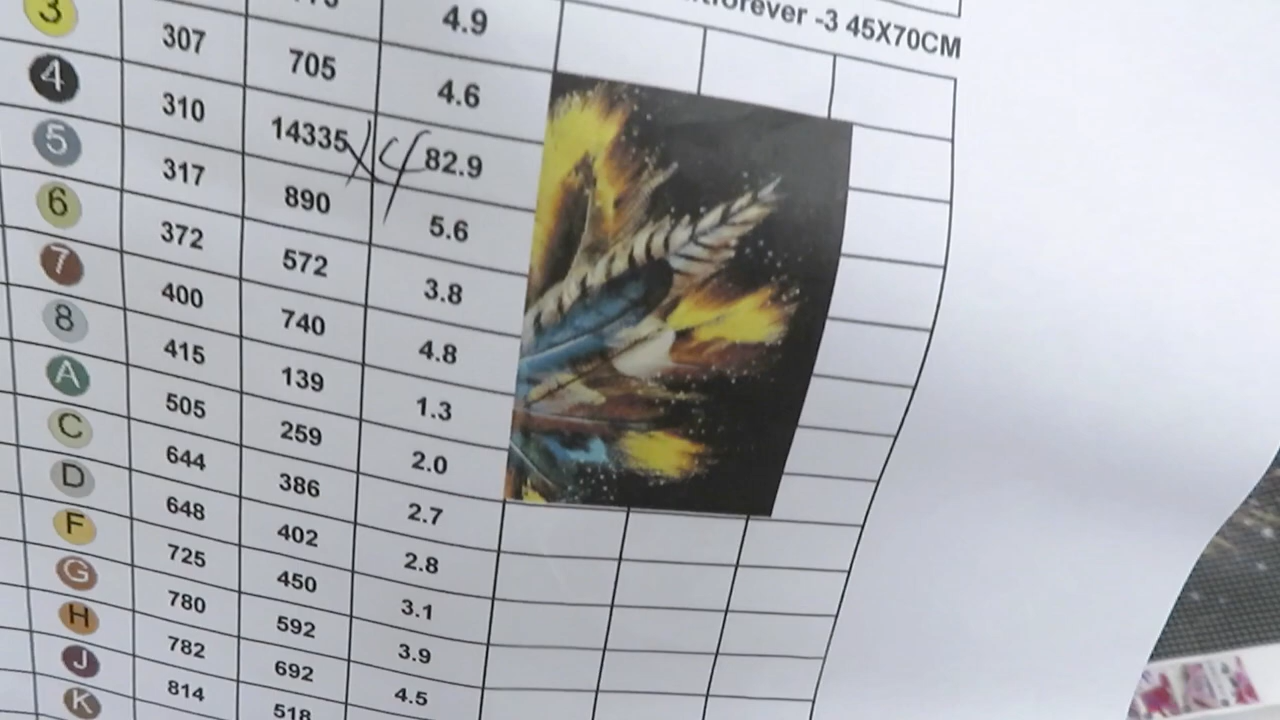 -3 45X70CM
4.9
3 307 705 4.6
4 310 14335 x4 82.9
5 317 890 5.6
6 372 572 3.8
7 400 740 4.8
8 415 139 1.3
A 505 259 2.0
C 644 386 2.7
D 648 402 2.8
F 725 450 3.1
G 780 592 3.9
H 782 692 4.5
J 814 518
K